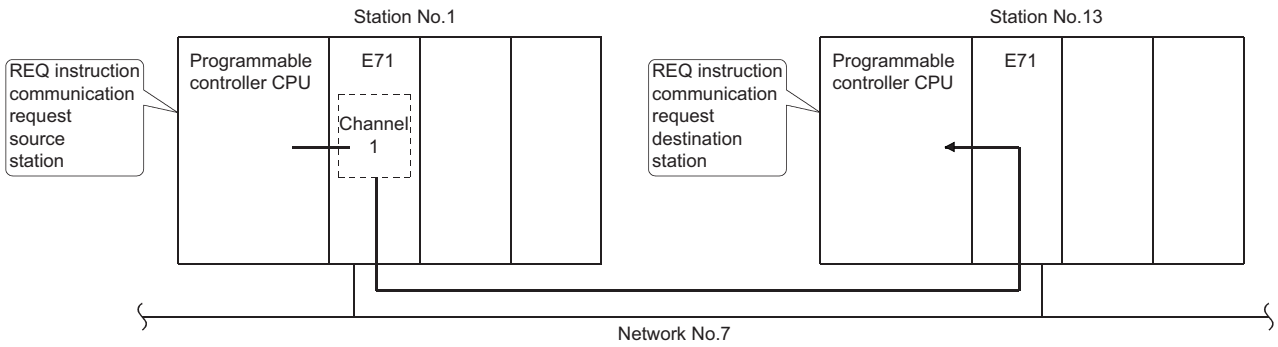 Station No.1
Station No.13
REQ instruction
communication
request
source
station
Programmable
controller CPU
E71
Channel
1
REQ instruction
communication
request
destination
station
Programmable
controller CPU
E71
Network No.7